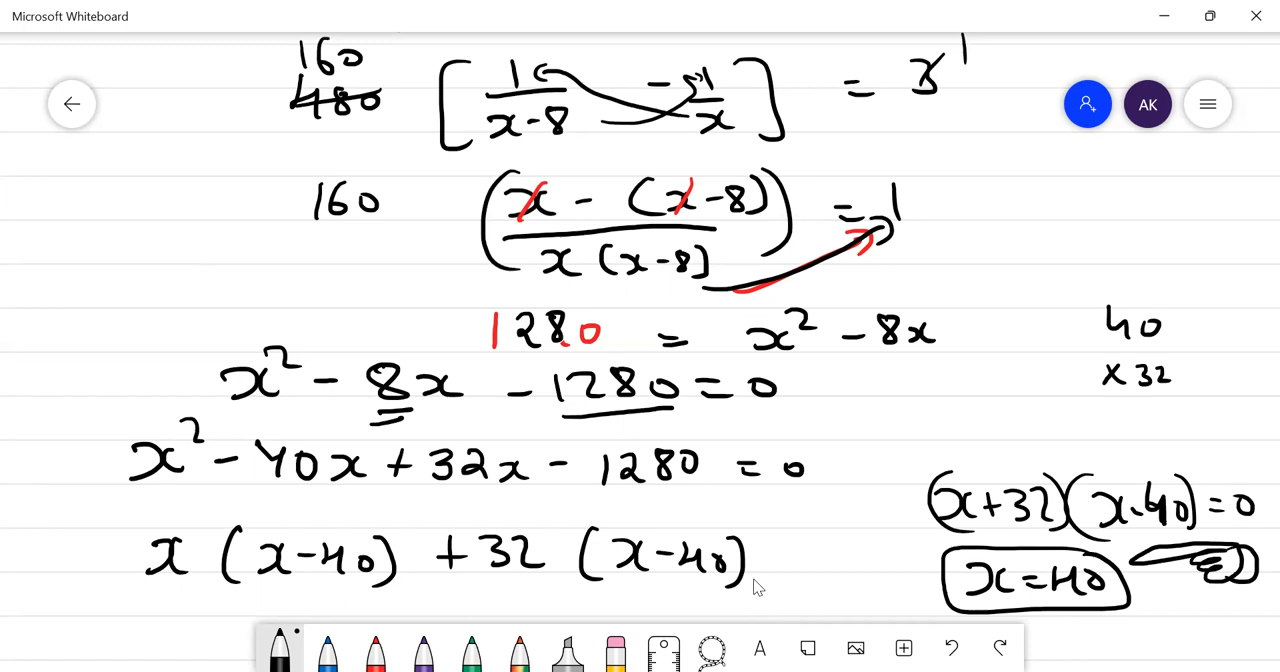 Microsoft Whiteboard
160
480 [ 1/(x-8) - 1/x ] = 3 1
AK
160 ( (x - (x-8)) / (x (x-8)) ) = 1
1280 = x² - 8x
40
x² - 8x - 1280 = 0
× 32
x² - 40x + 32x - 1280 = 0
(x+32)(x-40) = 0
x (x-40) + 32 (x-40)
x = 40
A